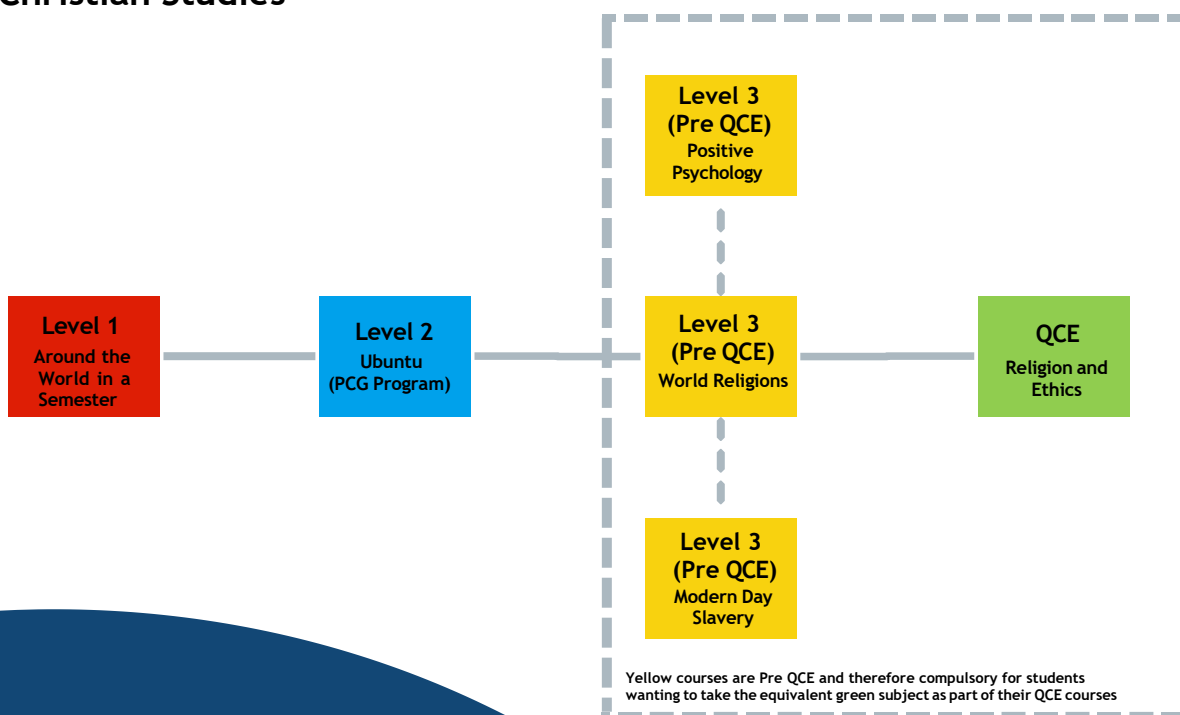 Christian Studies
Level 3
(Pre QCE)
Positive
Psychology
Level 1
Around the
World in a
Semester
Level 2
Ubuntu
(PCG Program)
Level 3
(Pre QCE)
World Religions
QCE
Religion and
Ethics
Level 3
(Pre QCE)
Modern Day
Slavery
Yellow courses are Pre QCE and therefore compulsory for students
wanting to take the equivalent green subject as part of their QCE courses